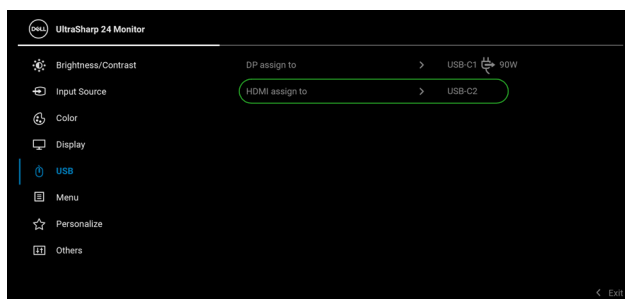 DELL UltraSharp 24 Monitor
Brightness/Contrast
DP assign to > USB-C1 90W
Input Source
HDMI assign to > USB-C2
Color
Display
USB
Menu
Personalize
Others
< Exit